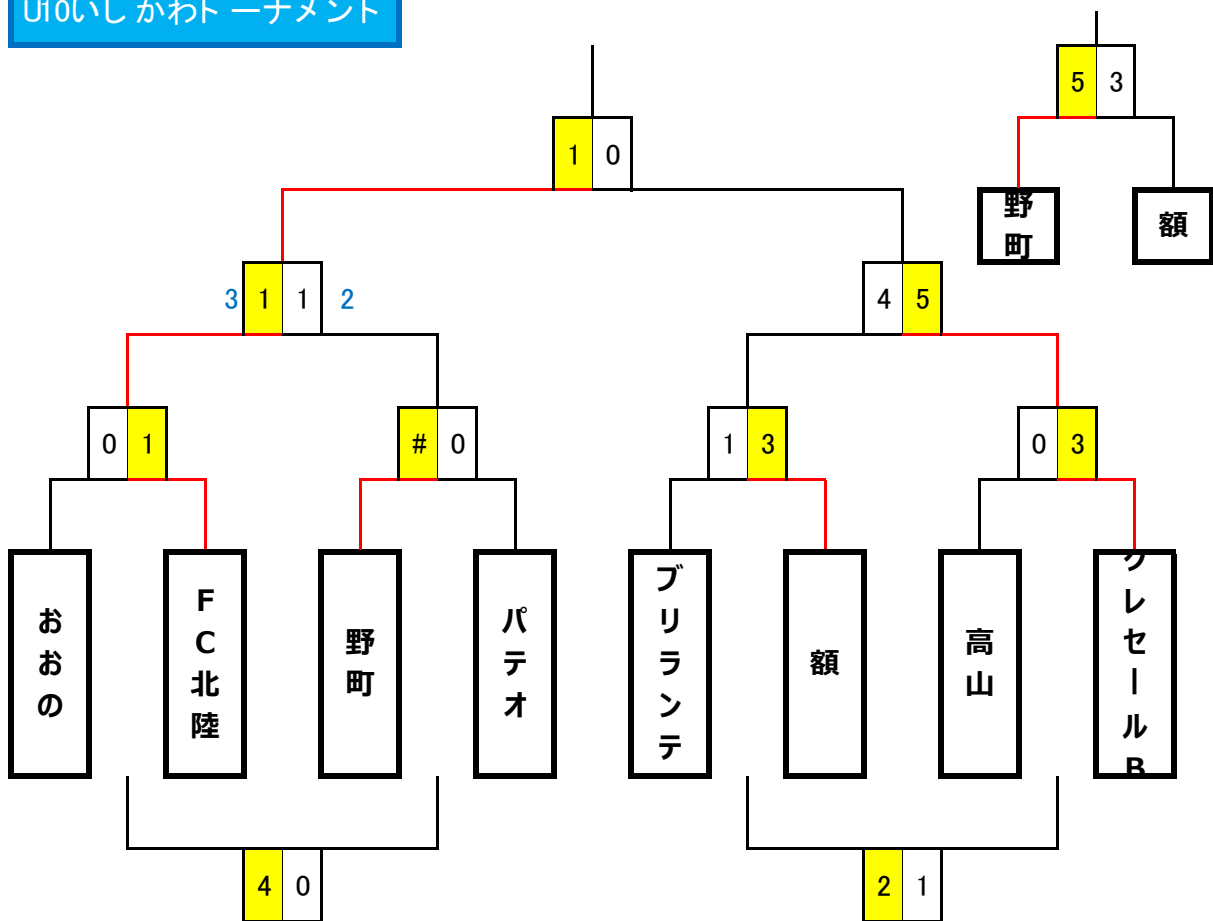 U10いしかわトーナメント
5 3
1 0
野町
額
3 1 1 2
4 5
0 1
# 0
1 3
0 3
おおの
FC北陸
野町
パテオ
ブリランテ
額
高山
クレセールB
4 0
2 1